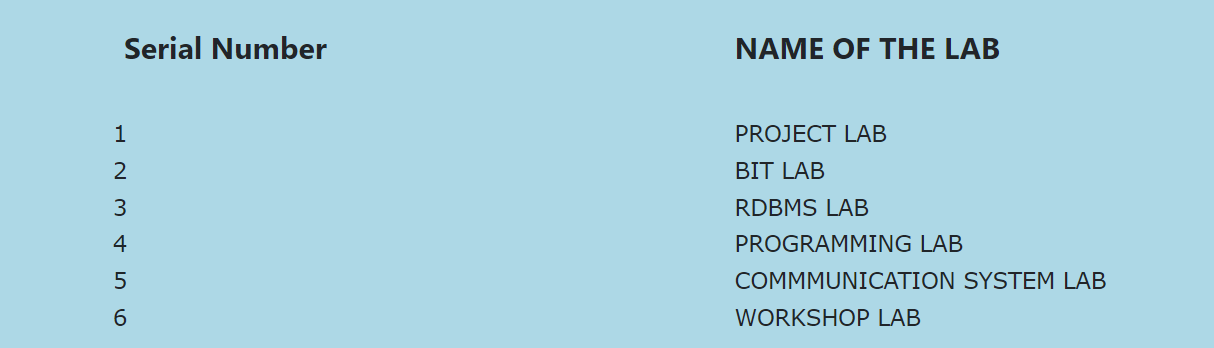 Serial Number NAME OF THE LAB
1 PROJECT LAB
2 BIT LAB
3 RDBMS LAB
4 PROGRAMMING LAB
5 COMMMUNICATION SYSTEM LAB
6 WORKSHOP LAB